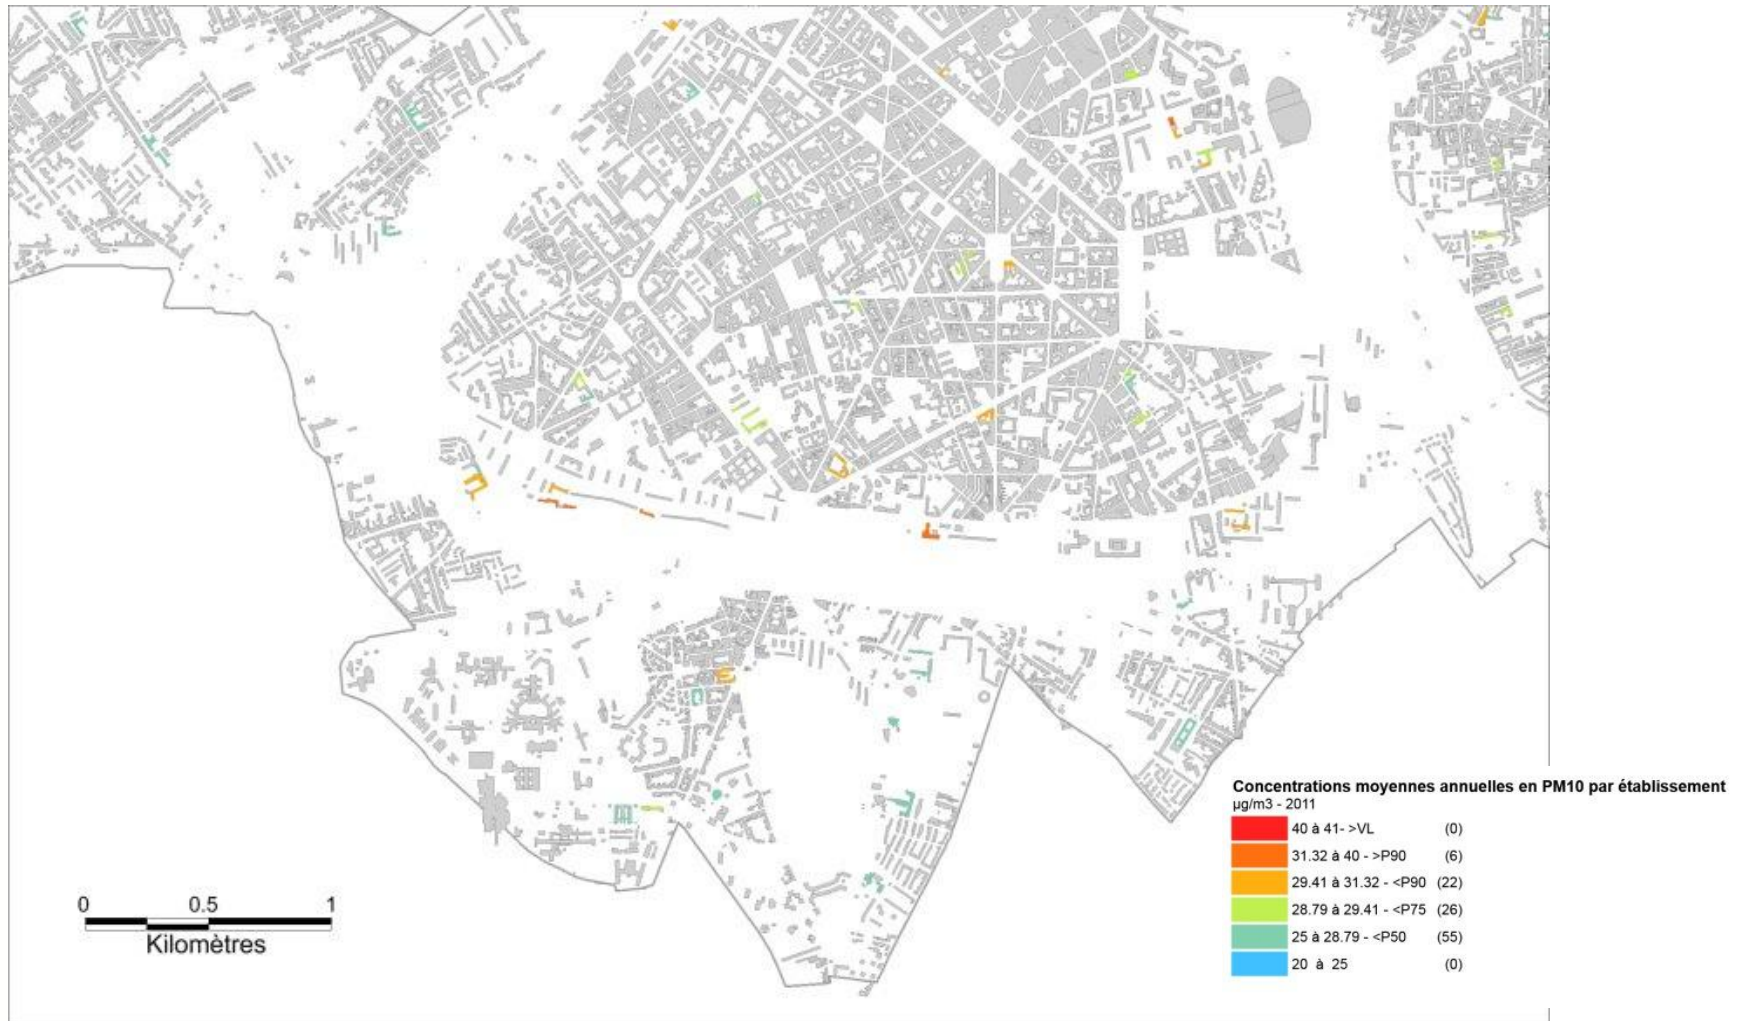 Concentrations moyennes annuelles en PM10 par établissement
µg/m3 - 2011
40 à 41- >VL (0)
31.32 à 40 - >P90 (6)
29.41 à 31.32 - <P90 (22)
28.79 à 29.41 - <P75 (26)
25 à 28.79 - <P50 (55)
20 à 25 (0)
0 0.5 1
Kilomètres